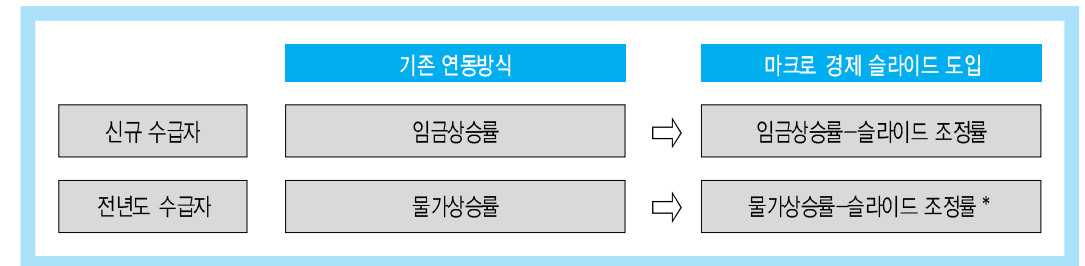 기존 연동방식 마크로 경제 슬라이드 도입
신규 수급자 임금상승률 임금상승률-슬라이드 조정률
전년도 수급자 물가상승률 물가상승률-슬라이드 조정률 *